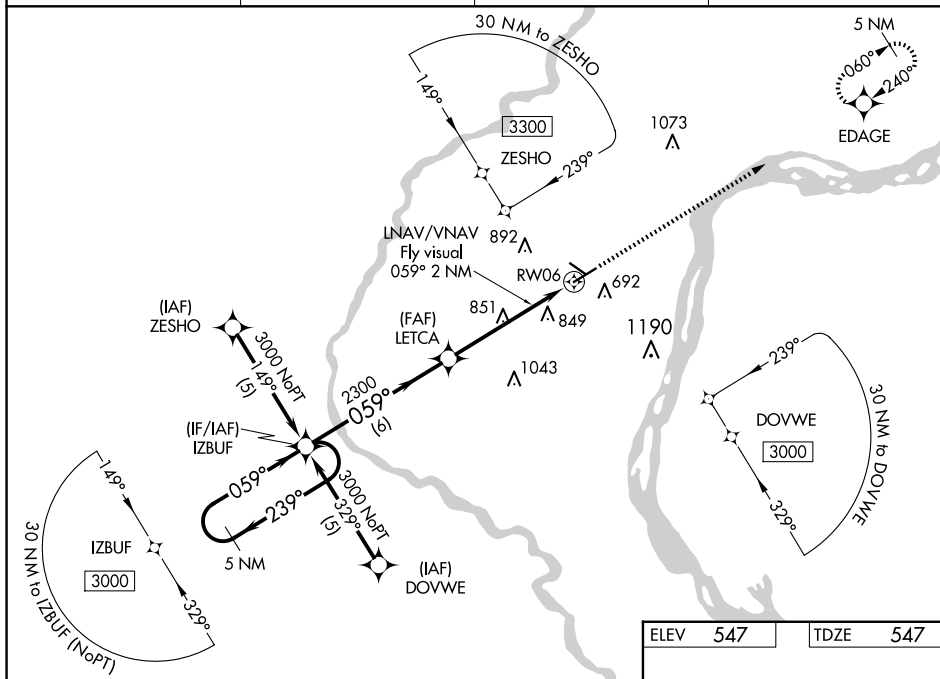 30 NM to ZESHO
149°
3300
ZESHO
239°
5 NM
060°
240°
EDAGE
1073
LNAV/VNAV
Fly visual
059° 2 NM
892
RW06
692
851
849
1190
1043
(IAF)
ZESHO
3000 NoPT
149°
(5)
(FAF)
LETCA
2300
059°
(6)
(IF/IAF)
IZBUF
059°
239°
5 NM
3000 NoPT
329°
(5)
(IAF)
DOVWE
239°
DOVWE
3000
329°
30 NM to DOVWE
149°
IZBUF
3000
329°
30 NM to IZBUF (NoPT)
ELEV 547
TDZE 547